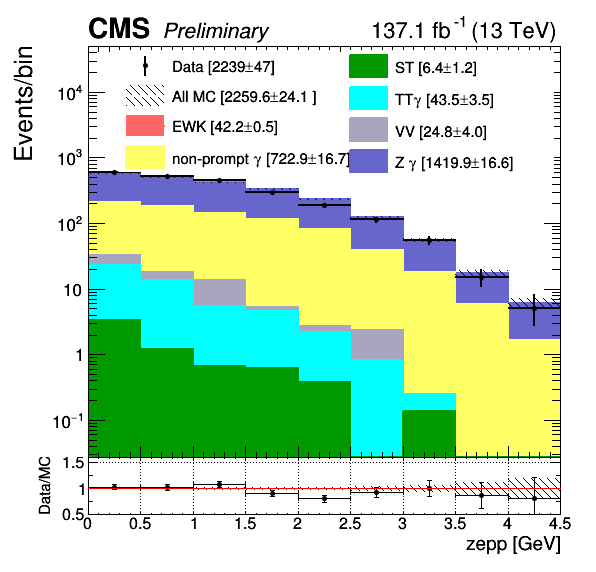 CMS Preliminary 137.1 fb⁻¹ (13 TeV)
Events/bin
Data [2239±47]
All MC [2259.6±24.1 ]
EWK [42.2±0.5]
non-prompt γ [722.9±16.7]
ST [6.4±1.2]
TTγ [43.5±3.5]
VV [24.8±4.0]
Z γ [1419.9±16.6]
10⁴
10³
10²
10
1
10⁻¹
Data/MC
1.5
1
0.5
0 0.5 1 1.5 2 2.5 3 3.5 4 4.5
zepp [GeV]